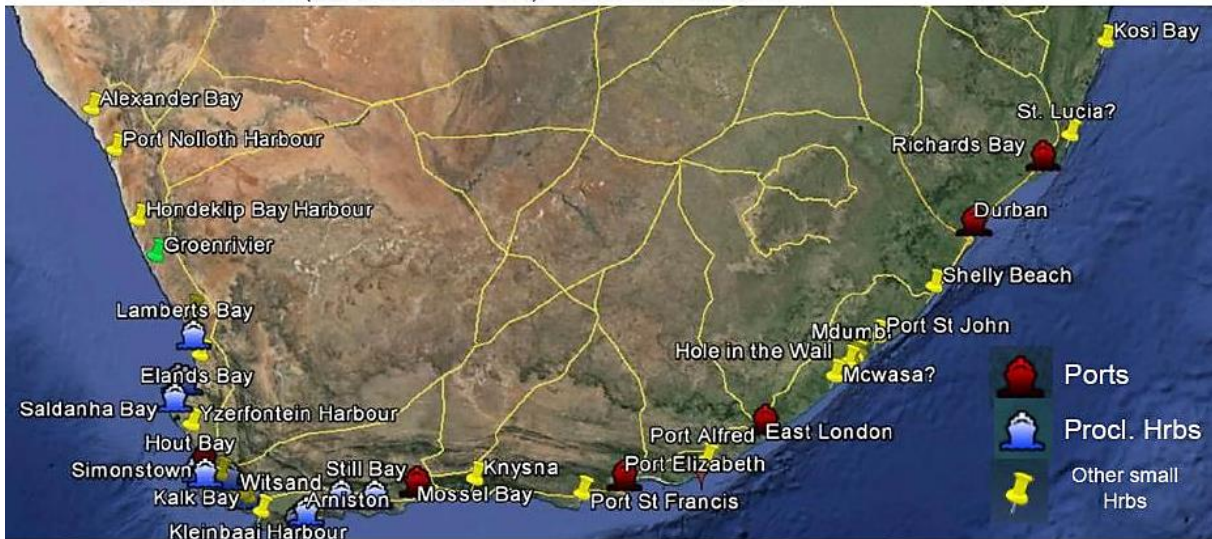 Kosi Bay
Alexander Bay
St. Lucia?
Port Nolloth Harbour
Richards Bay
Hondeklip Bay Harbour
Durban
Groenrivier
Shelly Beach
Lamberts Bay
Mdumb.
Port St John
Hole in the Wall
Mcwasa?
Elands Bay
Saldanha Bay
Yzerfontein Harbour
Hout Bay
Port Alfred
East London
Simonstown
Still Bay
Knysna
Port Elizabeth
Witsand
Kalk Bay
Arniston
Mossel Bay
Port St Francis
Kleinbaai Harbour
Ports
Procl. Hrbs
Other small
Hrbs